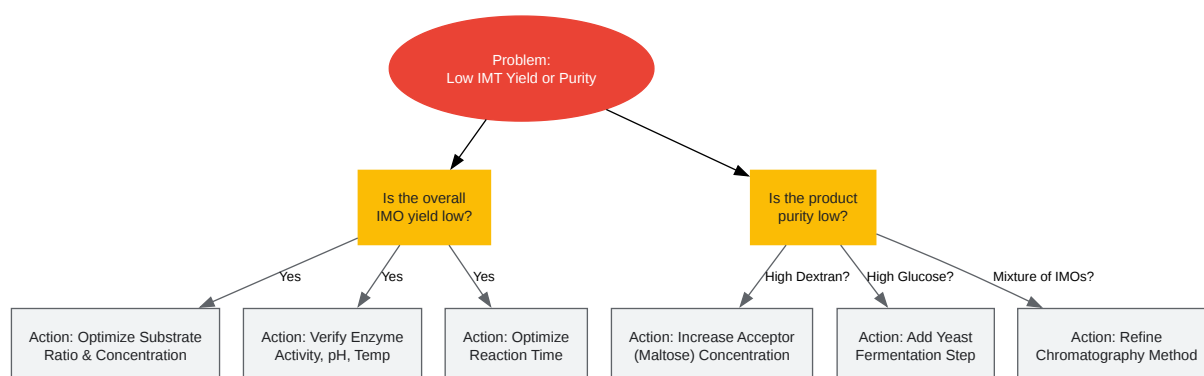 Problem:
Low IMT Yield or Purity
Is the overall
IMO yield low?
Is the product
purity low?
Yes
Yes
Yes
High Dextran?
High Glucose?
Mixture of IMOs?
Action: Optimize Substrate
Ratio & Concentration
Action: Verify Enzyme
Activity, pH, Temp
Action: Optimize
Reaction Time
Action: Increase Acceptor
(Maltose) Concentration
Action: Add Yeast
Fermentation Step
Action: Refine
Chromatography Method